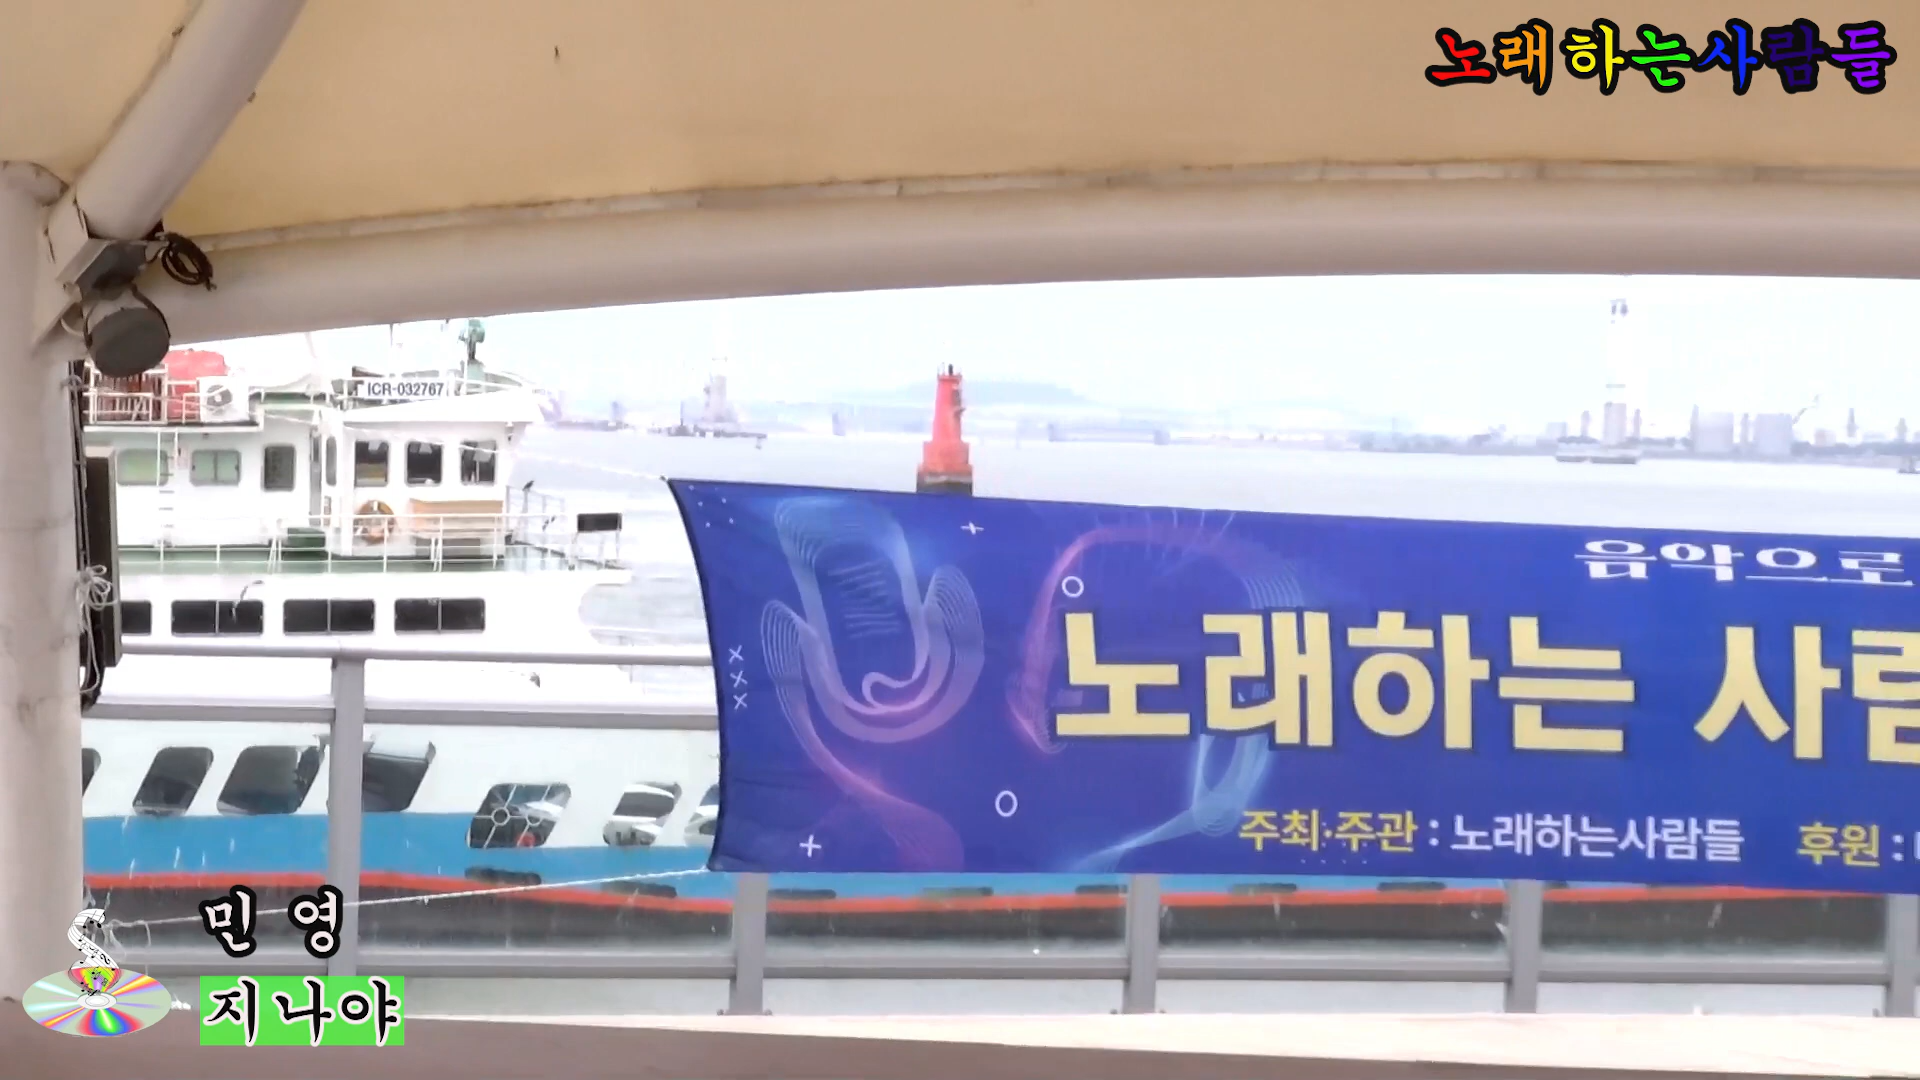 노래하는사람들
ICR-032767
음악으로
노래하는 사람
주최·주관 : 노래하는사람들 후원 :
민 영
지나야